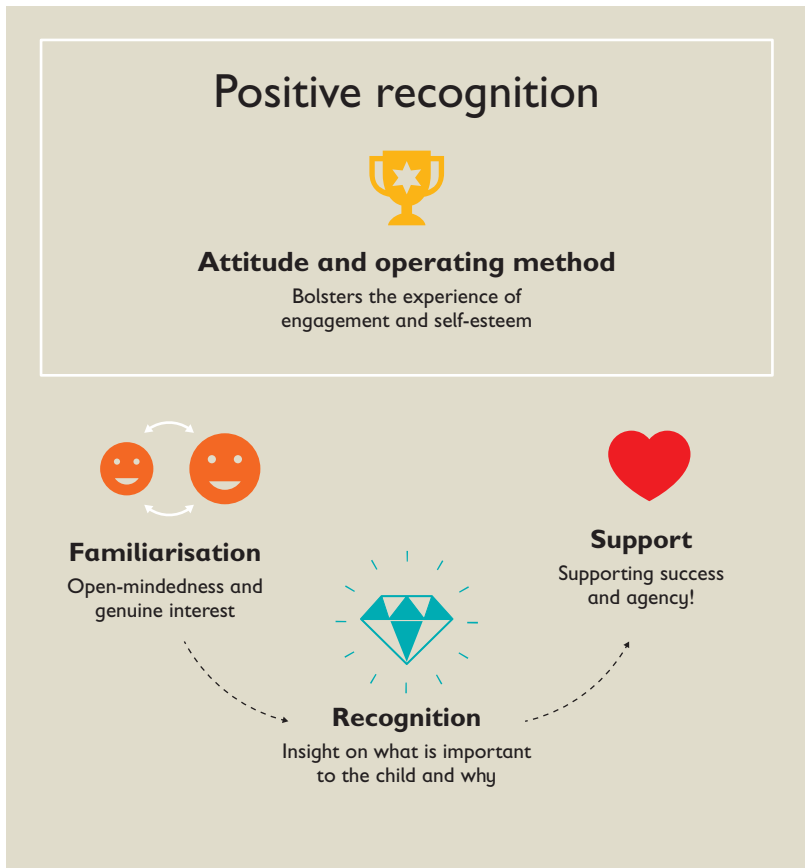 Positive recognition
Attitude and operating method
Bolsters the experience of
engagement and self-esteem
Familiarisation
Open-mindedness and
genuine interest
Recognition
Insight on what is important
to the child and why
Support
Supporting success
and agency!